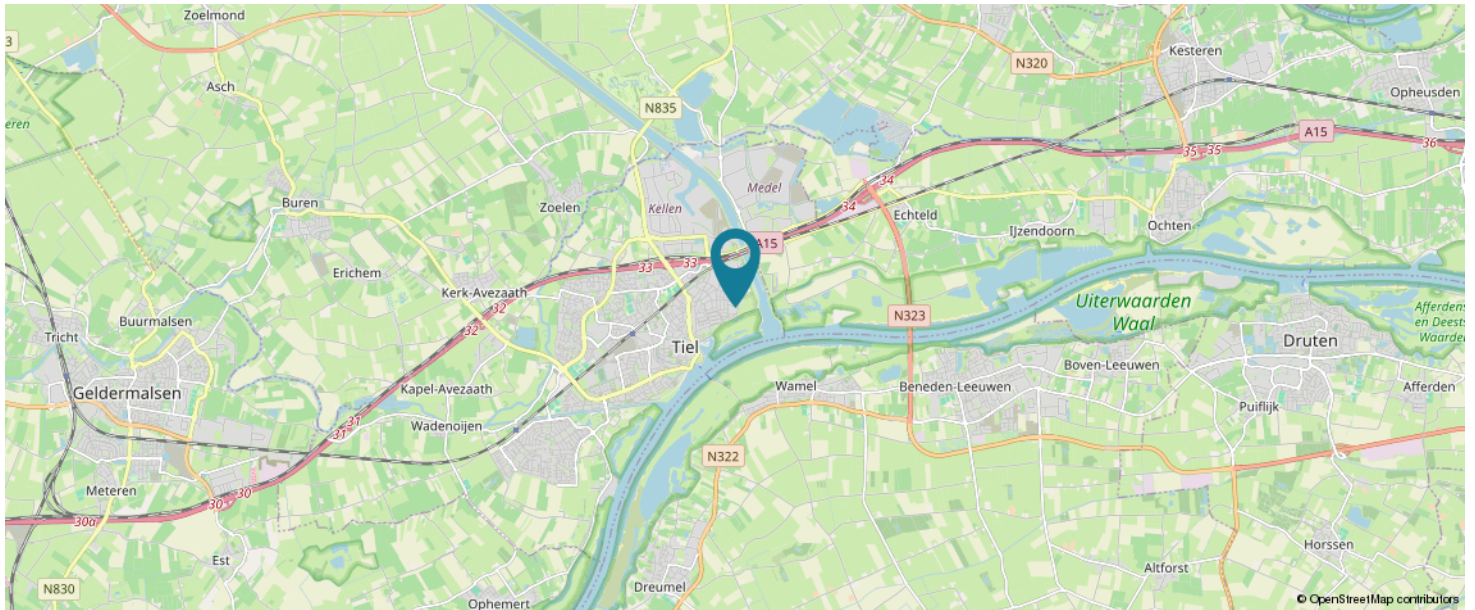 Zoelmond
3
N320
Kesteren
Asch
N835
Opheusden
eren
A15
35
35
36
Medel
34
Kellen
Zoelen
34
Buren
Echteld
IJzendoorn
Ochten
A15
33
33
Erichem
Kerk-Avezaath
32
32
Uiterwaarden
Waal
Afferdens
en Deests
Waarden
Buurmalsen
Tricht
N323
Tiel
Druten
Boven-Leeuwen
Geldermalsen
Kapel-Avezaath
Wamel
Beneden-Leeuwen
Afferden
Puiflijk
31
31
Wadenoijen
N322
Meteren
30
30
30a
Est
Horssen
Altforst
N830
Dreumel
Ophemert
© OpenStreetMap contributors